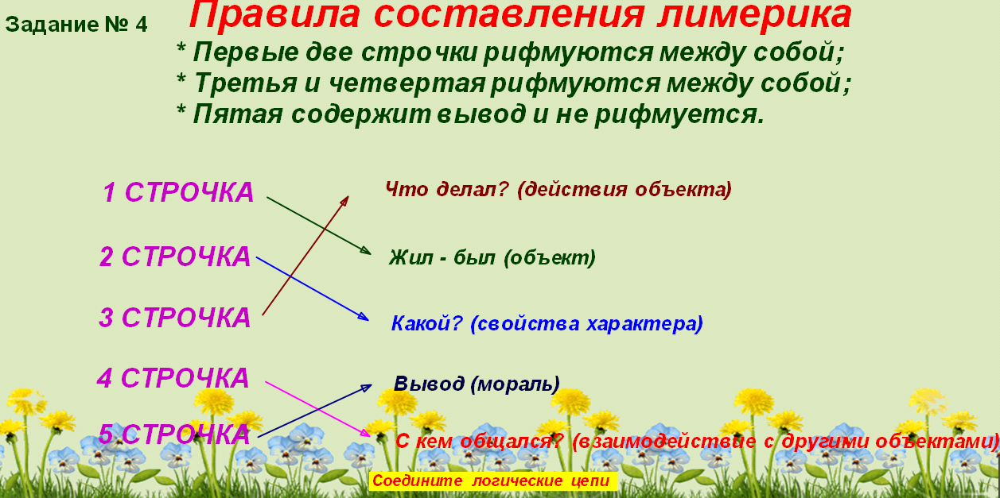 Задание № 4
Правила составления лимерика
* Первые две строчки рифмуются между собой;
* Третья и четвертая рифмуются между собой;
* Пятая содержит вывод и не рифмуется.
1 СТРОЧКА
Что делал? (действия объекта)
2 СТРОЧКА
Жил - был (объект)
3 СТРОЧКА
Какой? (свойства характера)
4 СТРОЧКА
Вывод (мораль)
5 СТРОЧКА
С кем общался? (взаимодействие с другими объектами)
Соедините логические цепи